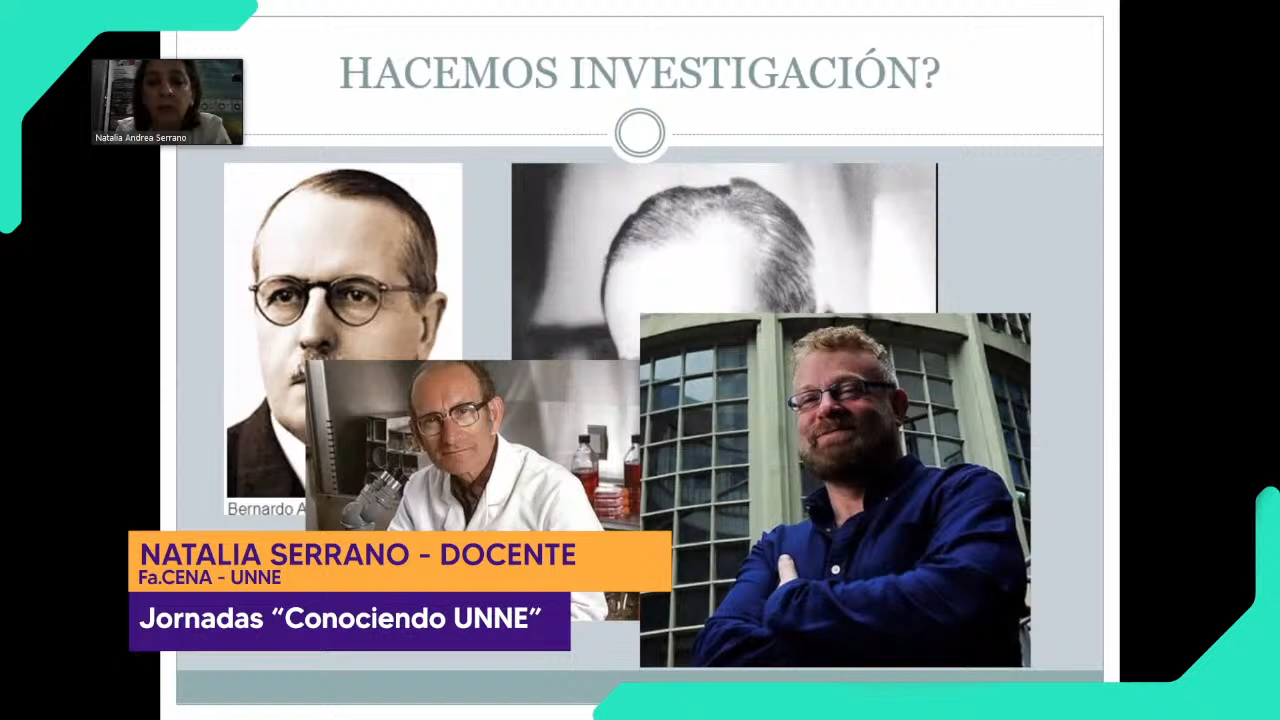 HACEMOS INVESTIGACIÓN?
Natalia Andrea Serrano
Bernardo A
NATALIA SERRANO - DOCENTE
Fa.CENA - UNNE
Jornadas “Conociendo UNNE”